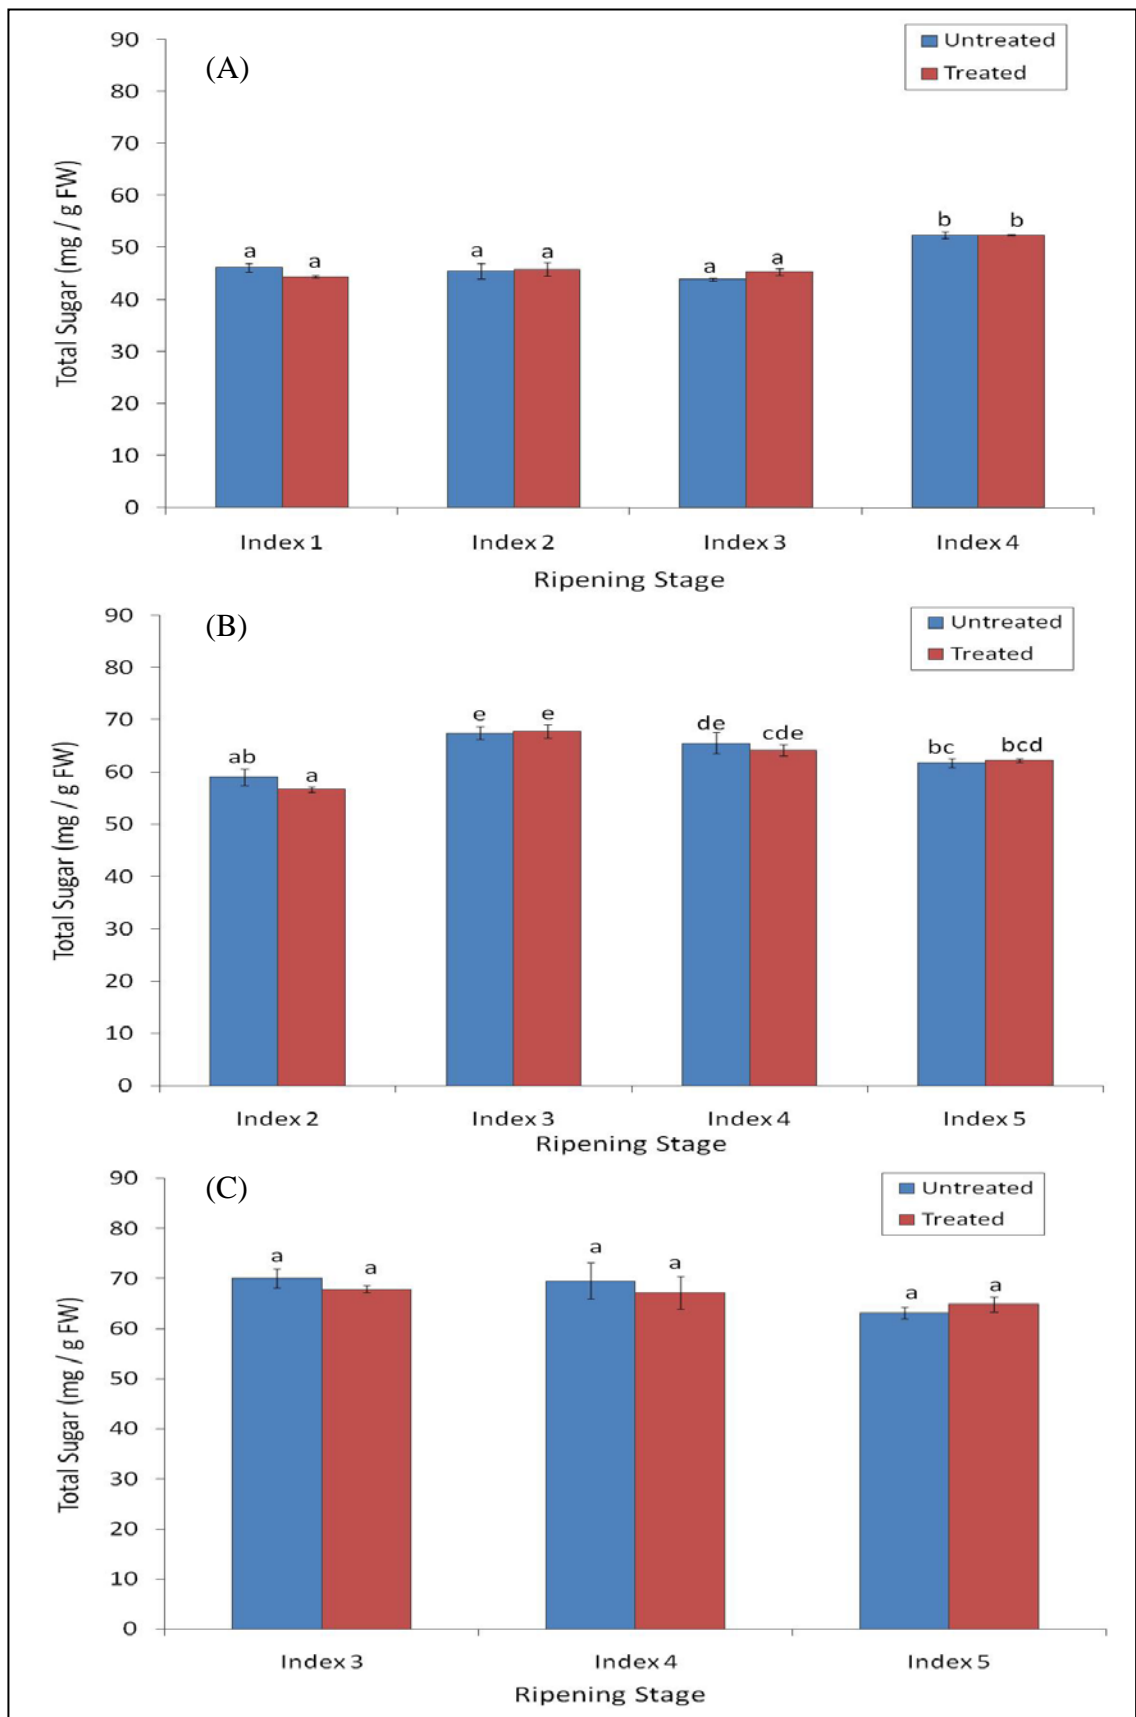 (A)
Untreated
Treated
Total Sugar (mg / g FW)
90
80
70
60
50
40
30
20
10
0
a a a a a a b b
Index 1 Index 2 Index 3 Index 4
Ripening Stage
(B)
Untreated
Treated
Total Sugar (mg / g FW)
90
80
70
60
50
40
30
20
10
0
ab a e e de cde bc bcd
Index 2 Index 3 Index 4 Index 5
Ripening Stage
(C)
Untreated
Treated
Total Sugar (mg / g FW)
90
80
70
60
50
40
30
20
10
0
a a a a a a
Index 3 Index 4 Index 5
Ripening Stage